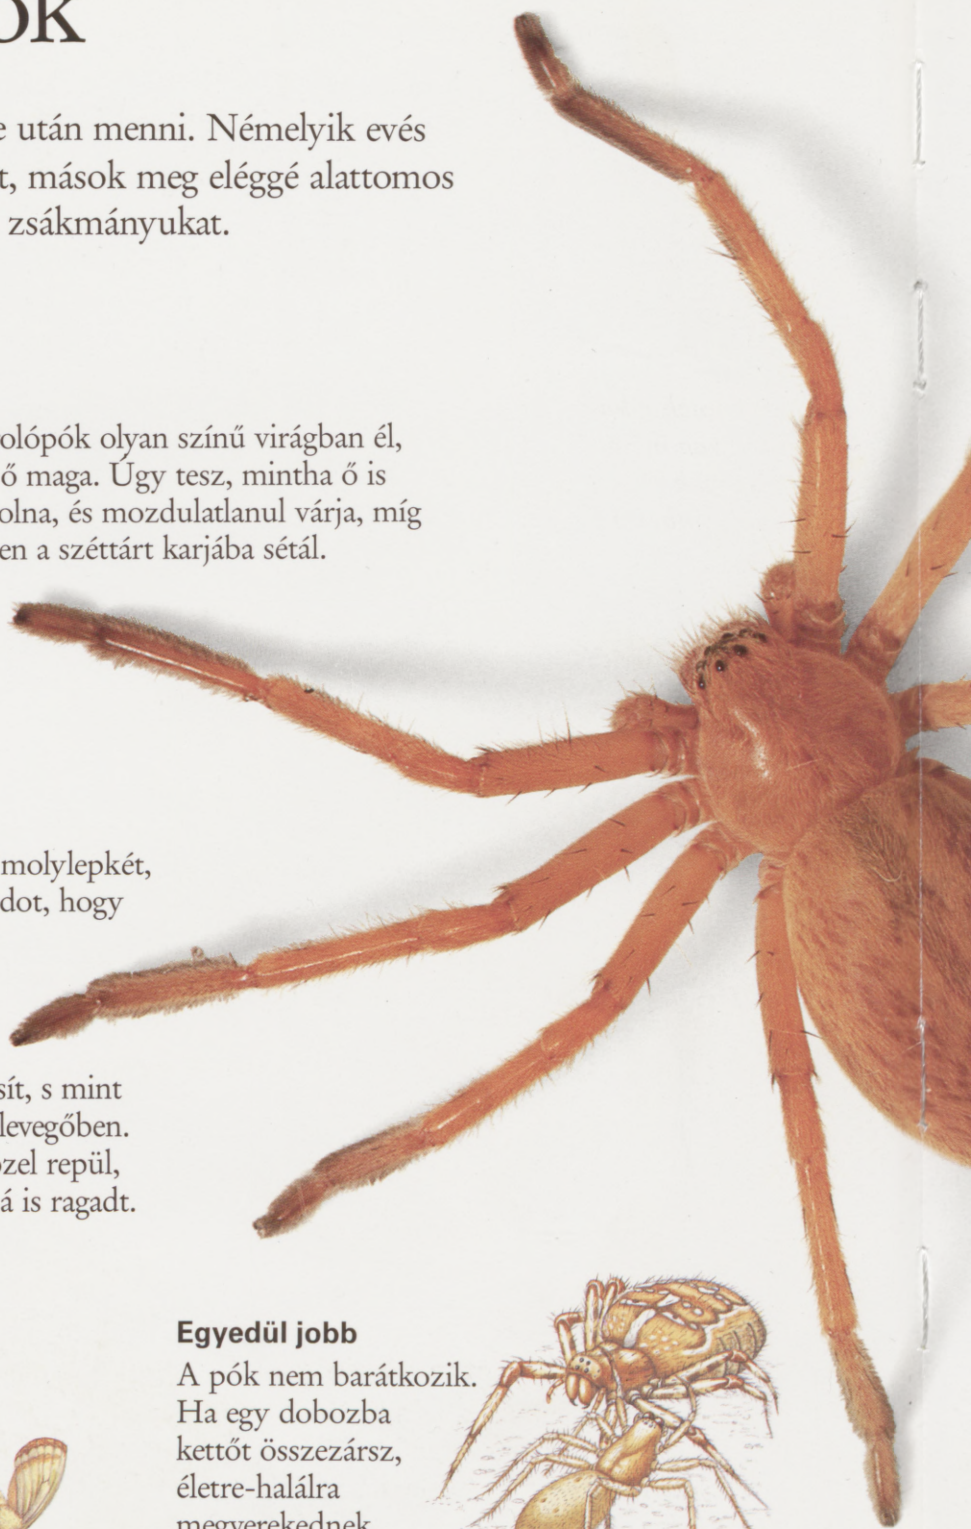 ÓK
e után menni. Némelyik evés
t, mások meg eléggé alattomos
zsákmányukat.
olópók olyan színű virágban él,
ő maga. Úgy tesz, mintha ő is
olna, és mozdulatlanul várja, míg
en a széttárt karjába sétál.
molylepkét,
dot, hogy
sít, s mint
levegőben.
özel repül,
á is ragadt.
Egyedül jobb
A pók nem barátkozik.
Ha egy dobozba
kettőt összezársz,
életre-halálra
megverekednek